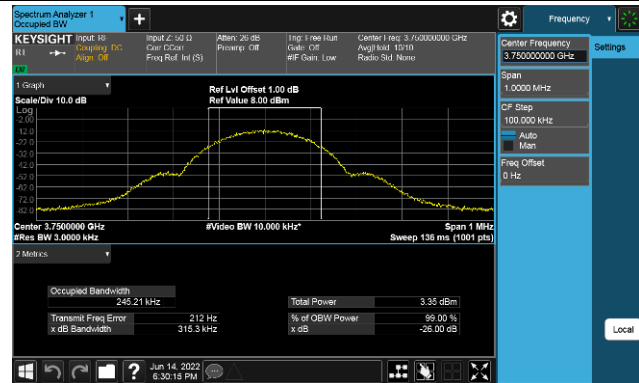 Spectrum Analyzer 1
Occupied BW
Frequency
KEYSIGHT
Input: RF
Coupling: DC
Align: Off
Input Z: 50 Ω
Corr CCorr
Freq Ref: Int (S)
Atten: 26 dB
Preamp: Off
Trig: Free Run
Gate: Off
#IF Gain: Low
Center Freq: 3.750000000 GHz
Avg|Hold: 10/10
Radio Std: None
Center Frequency
3.750000000 GHz
Settings
Span
1.0000 MHz
CF Step
100.000 kHz
Auto
Man
Freq Offset
0 Hz
1 Graph
Scale/Div 10.0 dB
Ref Lvl Offset 1.00 dB
Ref Value 8.00 dBm
Log
-2.00
-12.0
-22.0
-32.0
-42.0
-52.0
-62.0
-72.0
-82.0
Center 3.7500000 GHz
#Res BW 3.0000 kHz
#Video BW 10.000 kHz*
Span 1 MHz
Sweep 136 ms (1001 pts)
2 Metrics
Occupied Bandwidth
245.21 kHz
Total Power
3.35 dBm
Transmit Freq Error
212 Hz
% of OBW Power
99.00 %
x dB Bandwidth
315.3 kHz
x dB
-26.00 dB
Local
Jun 14, 2022
6:30:15 PM